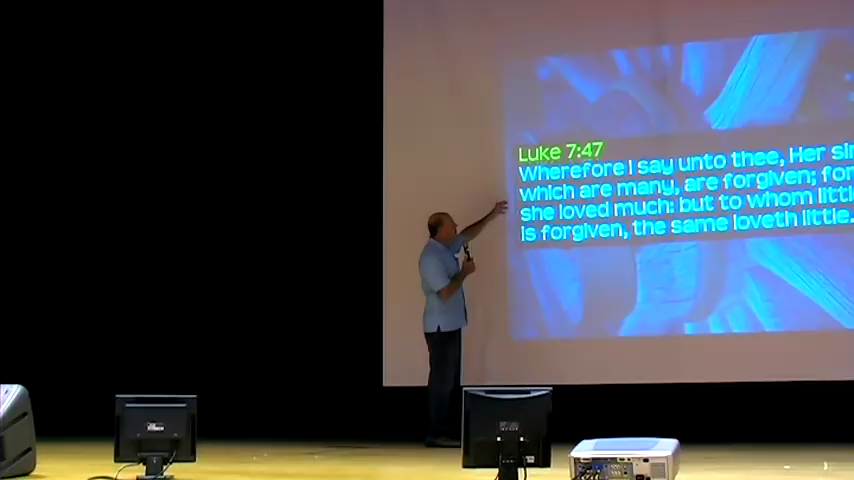 Luke 7:47
Wherefore I say unto thee, Her
which are many, are forgiven; for
she loved much: but to whom
is forgiven, the same loveth little.